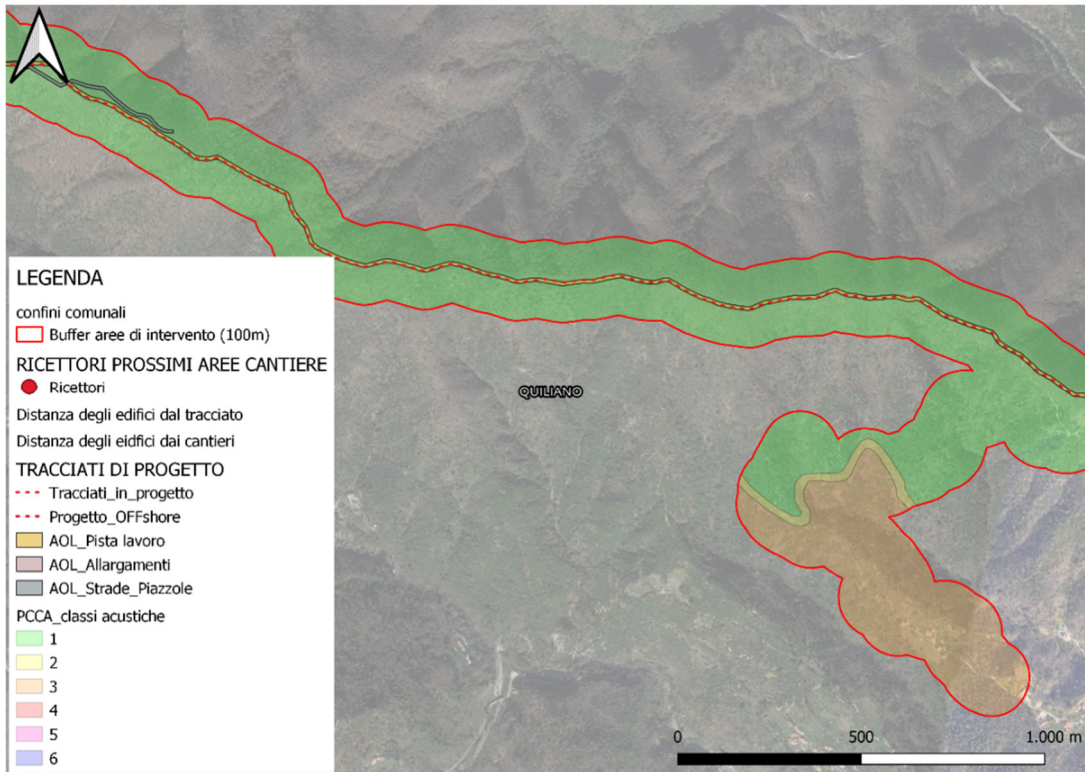 LEGENDA
confini comunali
Buffer aree di intervento (100m)
RICETTORI PROSSIMI AREE CANTIERE
Ricettori
Distanza degli edifici dal tracciato
Distanza degli eidfici dai cantieri
TRACCIATI DI PROGETTO
Tracciati_in_progetto
Progetto_OFFshore
AOL_Pista lavoro
AOL_Allargamenti
AOL_Strade_Piazzole
PCCA_classi acustiche
1
2
3
4
5
6
QUILIANO
0 500 1.000 m